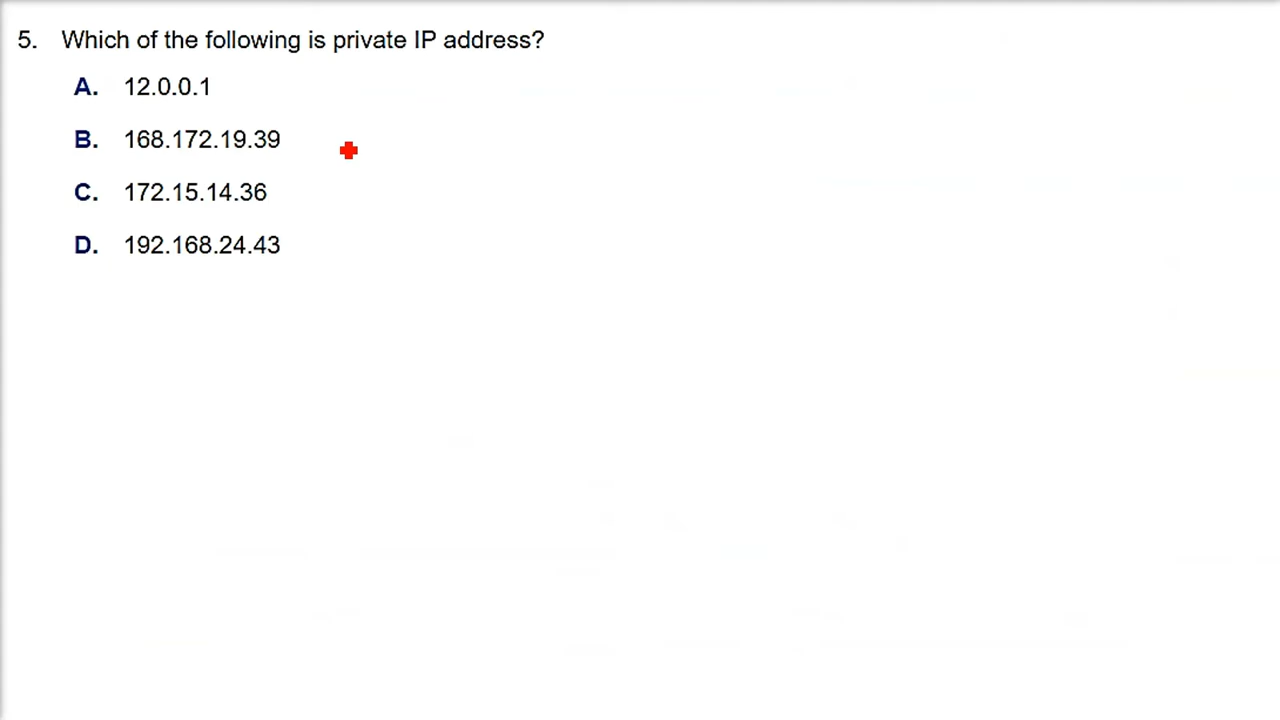 5. Which of the following is private IP address?
A. 12.0.0.1
B. 168.172.19.39
C. 172.15.14.36
D. 192.168.24.43